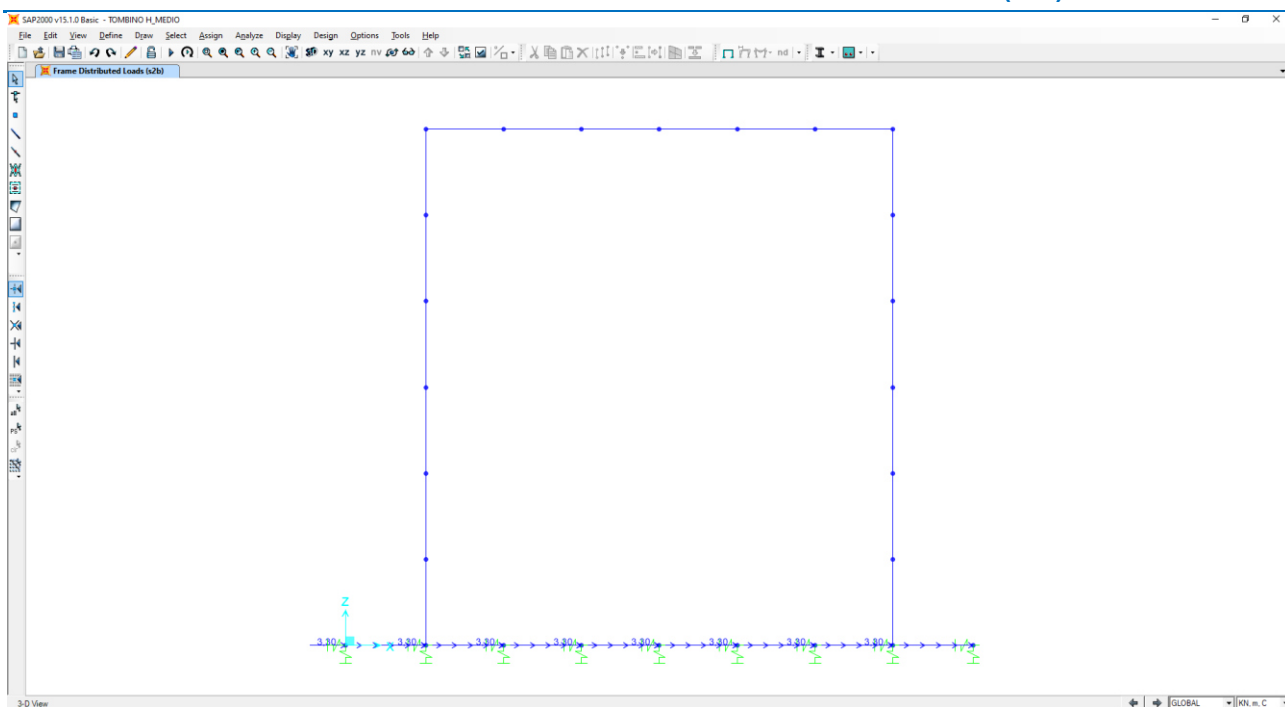 SAP2000 v15.1.0 Basic - TOMBINO H_MEDIO
File Edit View Define Draw Select Assign Analyze Display Design Options Tools Help
xy xz yz nv nd
Frame Distributed Loads (s2b)
Z
3.30 X 3.30 3.30 3.30 3.30 3.30 3.30 3.30
3-D View GLOBAL KN, m, C